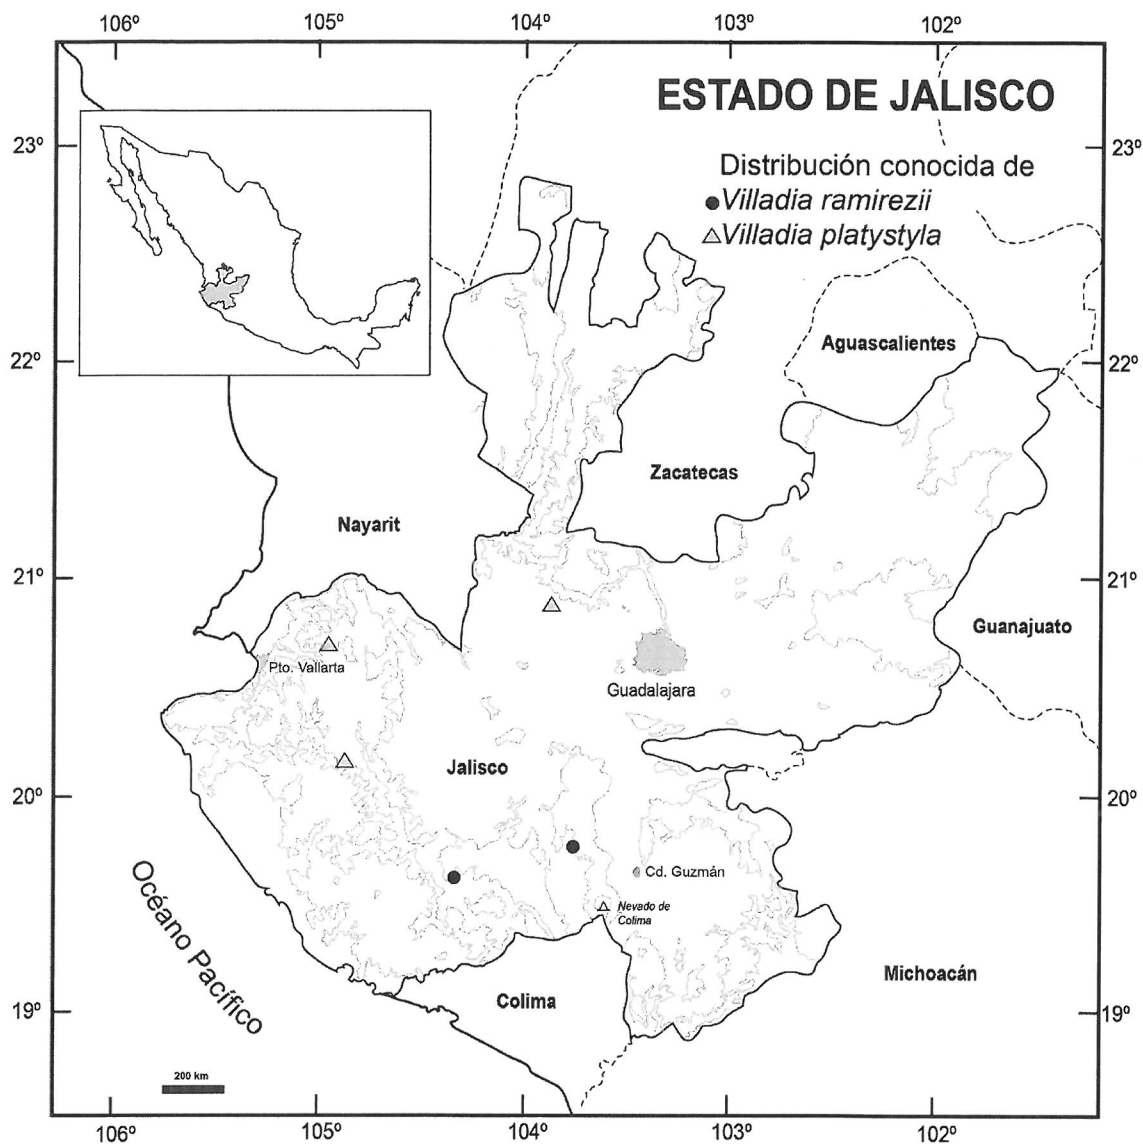 106º 105º 104º 103º 102º
ESTADO DE JALISCO
23º 23º
Distribución conocida de
Villadia ramirezii
Villadia platystyla
22º 22º
Aguascalientes
Zacatecas
Nayarit
21º 21º
Guanajuato
Pto. Vallarta
Guadalajara
Jalisco
20º 20º
Cd. Guzmán
Nevado de
Colima
Océano Pacífico
Michoacán
Colima
19º 19º
200 km
106º 105º 104º 103º 102º